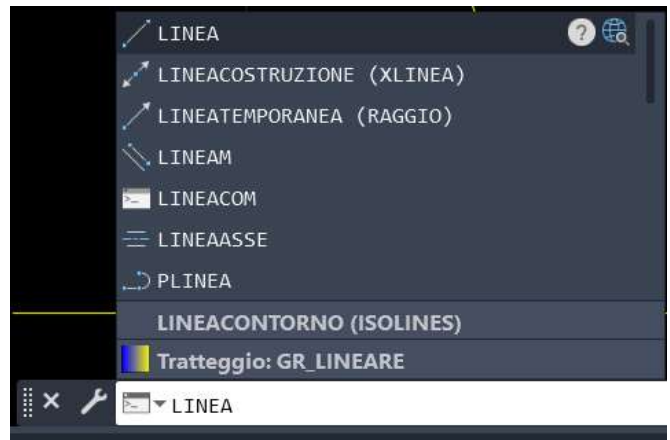 LINEA
LINEACOSTRUZIONE (XLINEA)
LINEATEMPORANEA (RAGGIO)
LINEAM
LINEACOM
LINEAASSE
PLINEA
LINEACONTORNO (ISOLINES)
Tratteggio: GR_LINEARE
LINEA